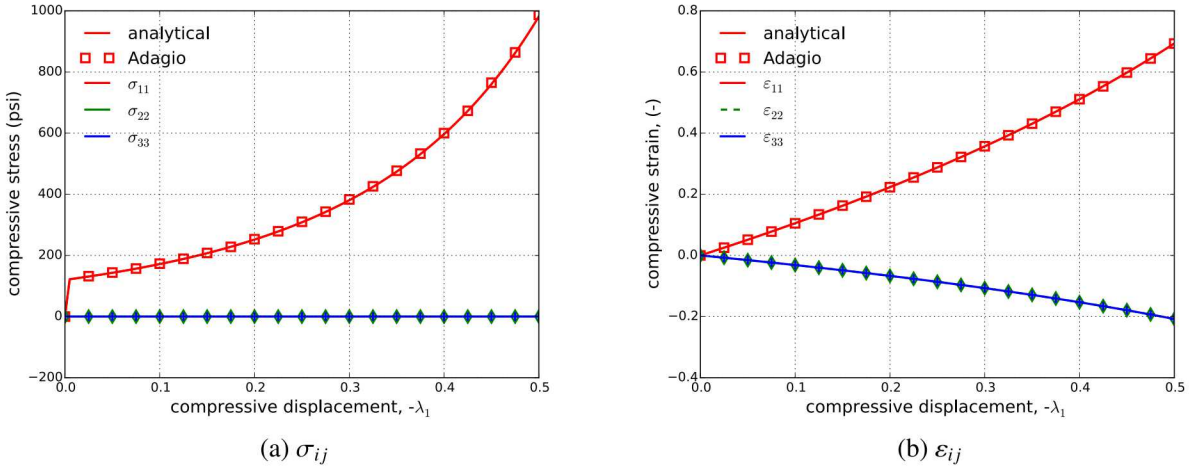 compressive stress (psi)
1000
800
600
400
200
0
−200
analytical
Adagio
σ11
σ22
σ33
0.0 0.1 0.2 0.3 0.4 0.5
compressive displacement, -λ1
(a) σij
compressive strain, (-)
0.8
0.6
0.4
0.2
0.0
−0.2
−0.4
analytical
Adagio
ε11
ε22
ε33
0.0 0.1 0.2 0.3 0.4 0.5
compressive displacement, -λ1
(b) εij